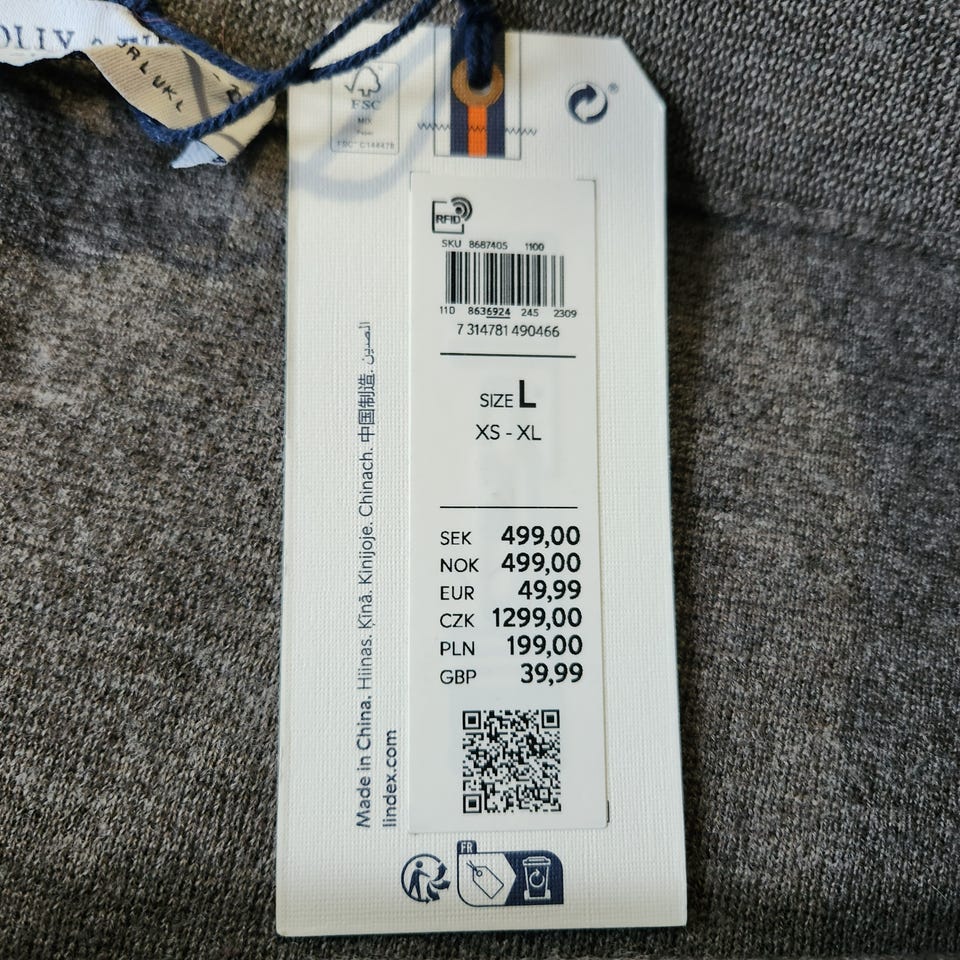 FSC
MIX
FSC® C144478
®
RFID
SKU 8687405 1100
110 8636924 245 2309
7 314781 490466
SIZE L
XS - XL
SEK 499,00
NOK 499,00
EUR 49,99
CZK 1299,00
PLN 199,00
GBP 39,99
Made in China. Hiinas. Ķīnā. Kinijoje. Chinach. 中国制造. الصين
lindex.com
FR